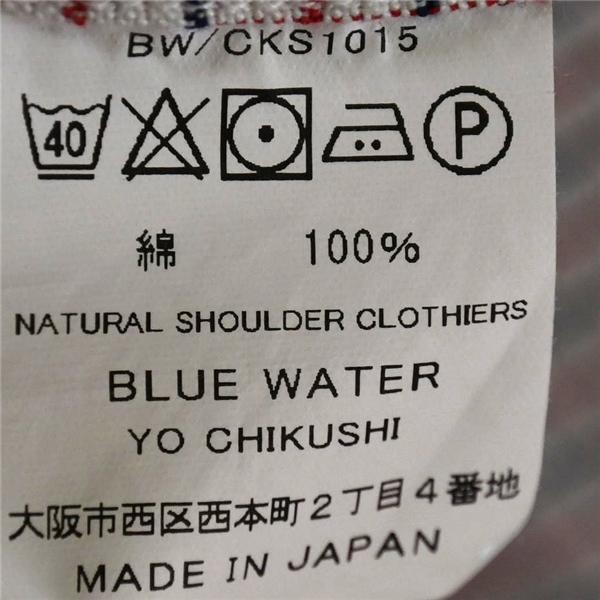 BW/CKS1015
40 P
綿 100%
NATURAL SHOULDER CLOTHIERS
BLUE WATER
YO CHIKUSHI
大阪市西区西本町2丁目4番地
MADE IN JAPAN